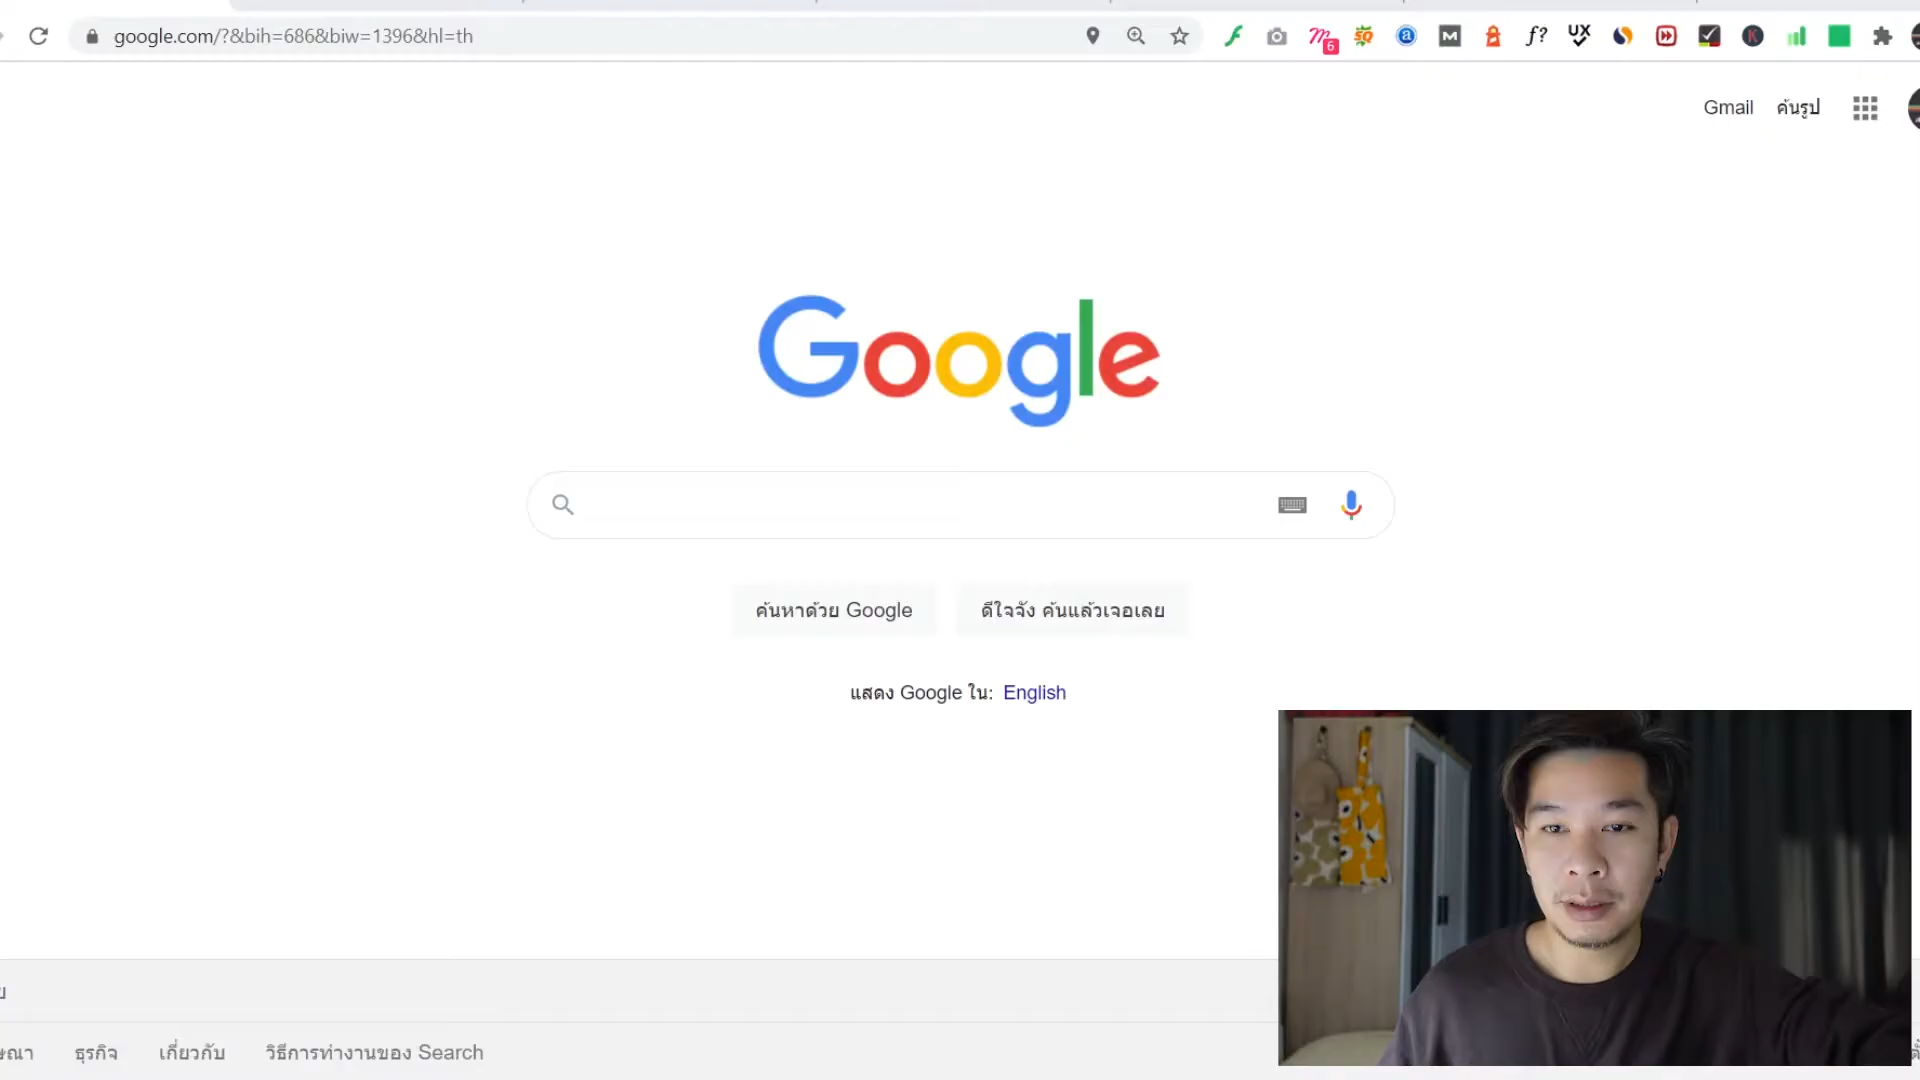 google.com/?&bih=686&biw=1396&hl=th
6
SQ
a
M
f?
UX
K
Gmail
ค้นรูป
Google
ค้นหาด้วย Google
ดีใจจัง ค้นแล้วเจอเลย
แสดง Google ใน: English
ธุรกิจ
เกี่ยวกับ
วิธีการทำงานของ Search